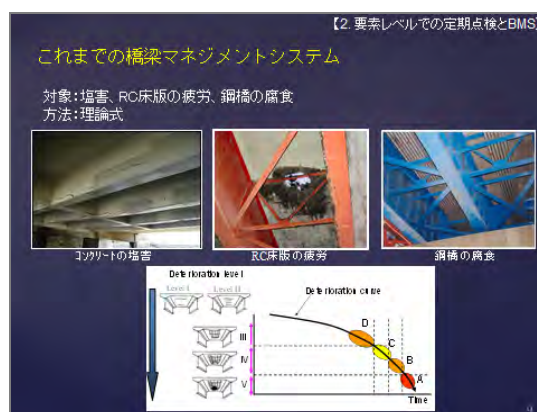 【2. 要素レベルでの定期点検とBMS】
これまでの橋梁マネジメントシステム
対象:塩害、RC床版の疲労、鋼橋の腐食
方法:理論式
コンクリートの塩害
RC床版の疲労
鋼橋の腐食
Deterioration level
Level I
Level II
III
IV
V
Deterioration curve
D
C
B
A
Time
9